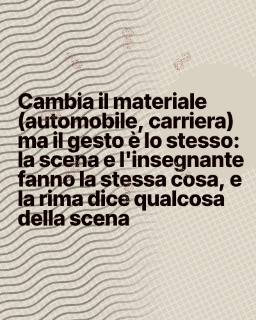 Cambia il materiale
(automobile, carriera)
ma il gesto è lo stesso:
la scena e l'insegnante
fanno la stessa cosa, e
la rima dice qualcosa
della scena